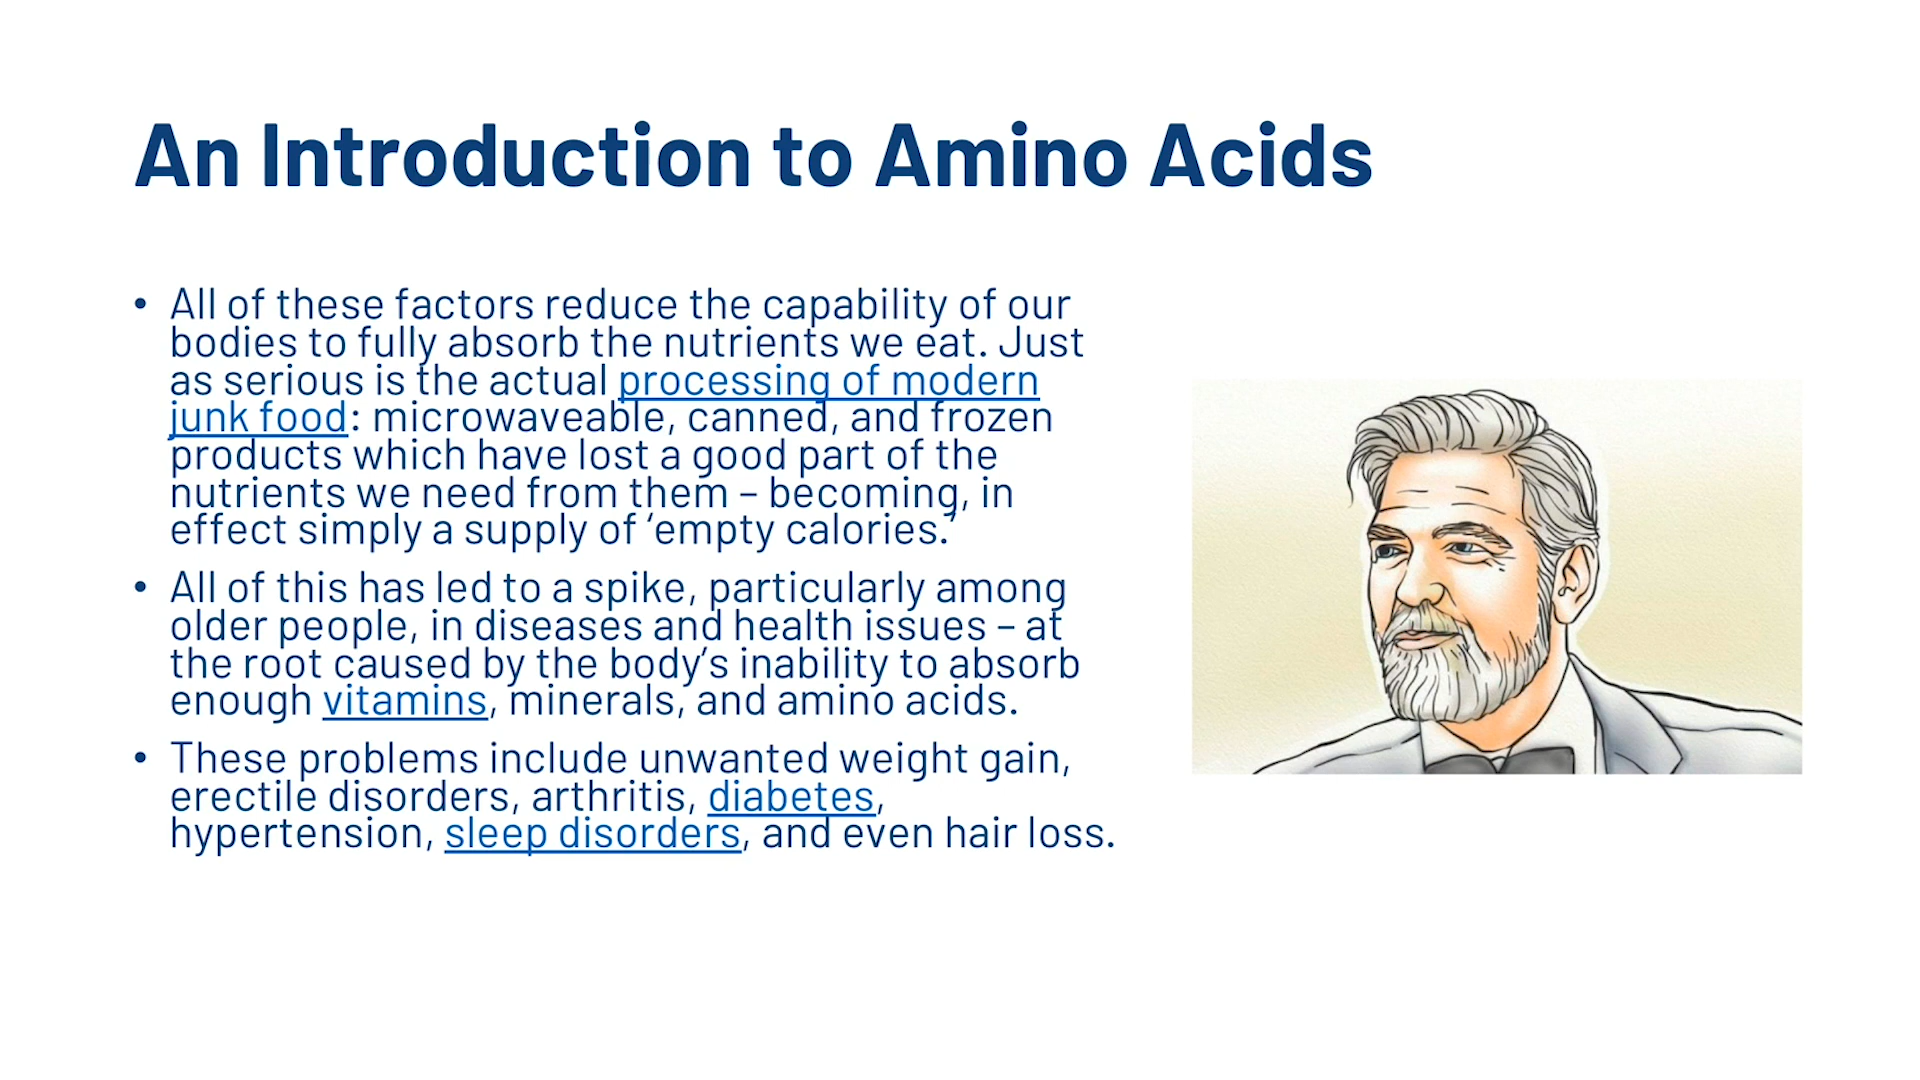 An Introduction to Amino Acids
• All of these factors reduce the capability of our
bodies to fully absorb the nutrients we eat. Just
as serious is the actual processing of modern
junk food: microwaveable, canned, and frozen
products which have lost a good part of the
nutrients we need from them – becoming, in
effect simply a supply of ‘empty calories.’
• All of this has led to a spike, particularly among
older people, in diseases and health issues – at
the root caused by the body’s inability to absorb
enough vitamins, minerals, and amino acids.
• These problems include unwanted weight gain,
erectile disorders, arthritis, diabetes,
hypertension, sleep disorders, and even hair loss.